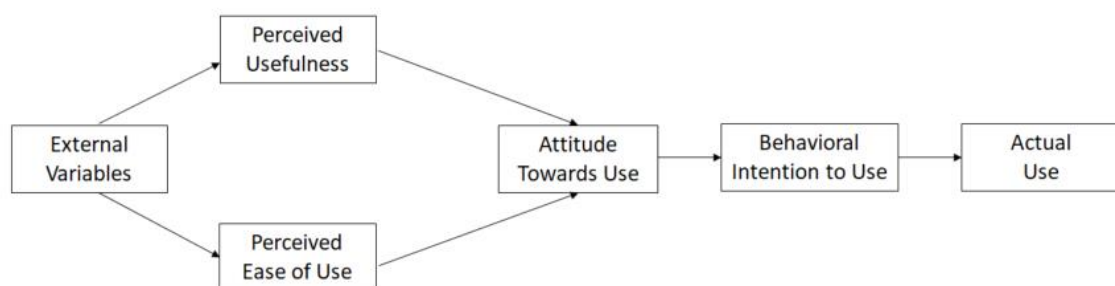 Perceived
Usefulness
External
Variables
Attitude
Towards Use
Behavioral
Intention to Use
Actual
Use
Perceived
Ease of Use